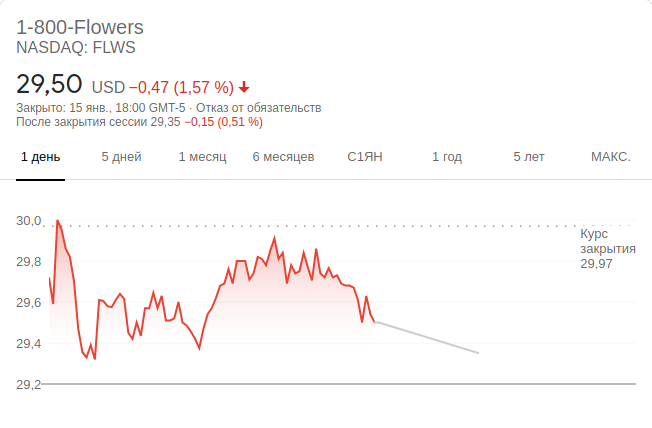 1-800-Flowers
NASDAQ: FLWS
29,50 USD −0,47 (1,57 %)
Закрыто: 15 янв., 18:00 GMT-5 · Отказ от обязательств
После закрытия сессии 29,35 −0,15 (0,51 %)
1 день 5 дней 1 месяц 6 месяцев С1ЯН 1 год 5 лет МАКС.
30,0
Курс
закрытия
29,8
29,97
29,6
29,4
29,2